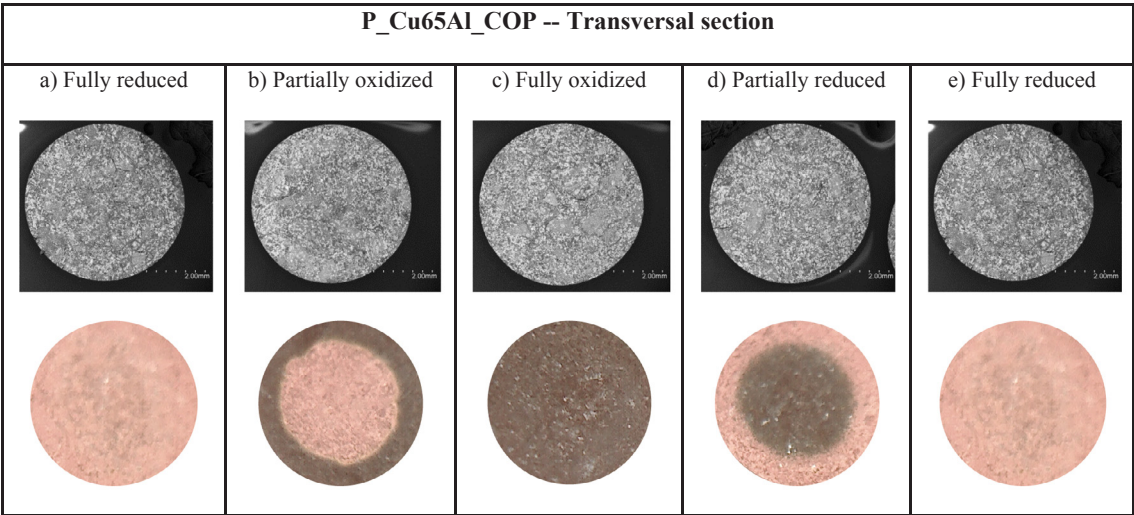 P_Cu65Al_COP -- Transversal section
a) Fully reduced
b) Partially oxidized
c) Fully oxidized
d) Partially reduced
e) Fully reduced
2.00mm
2.00mm
2.00mm
2.00mm
2.00mm